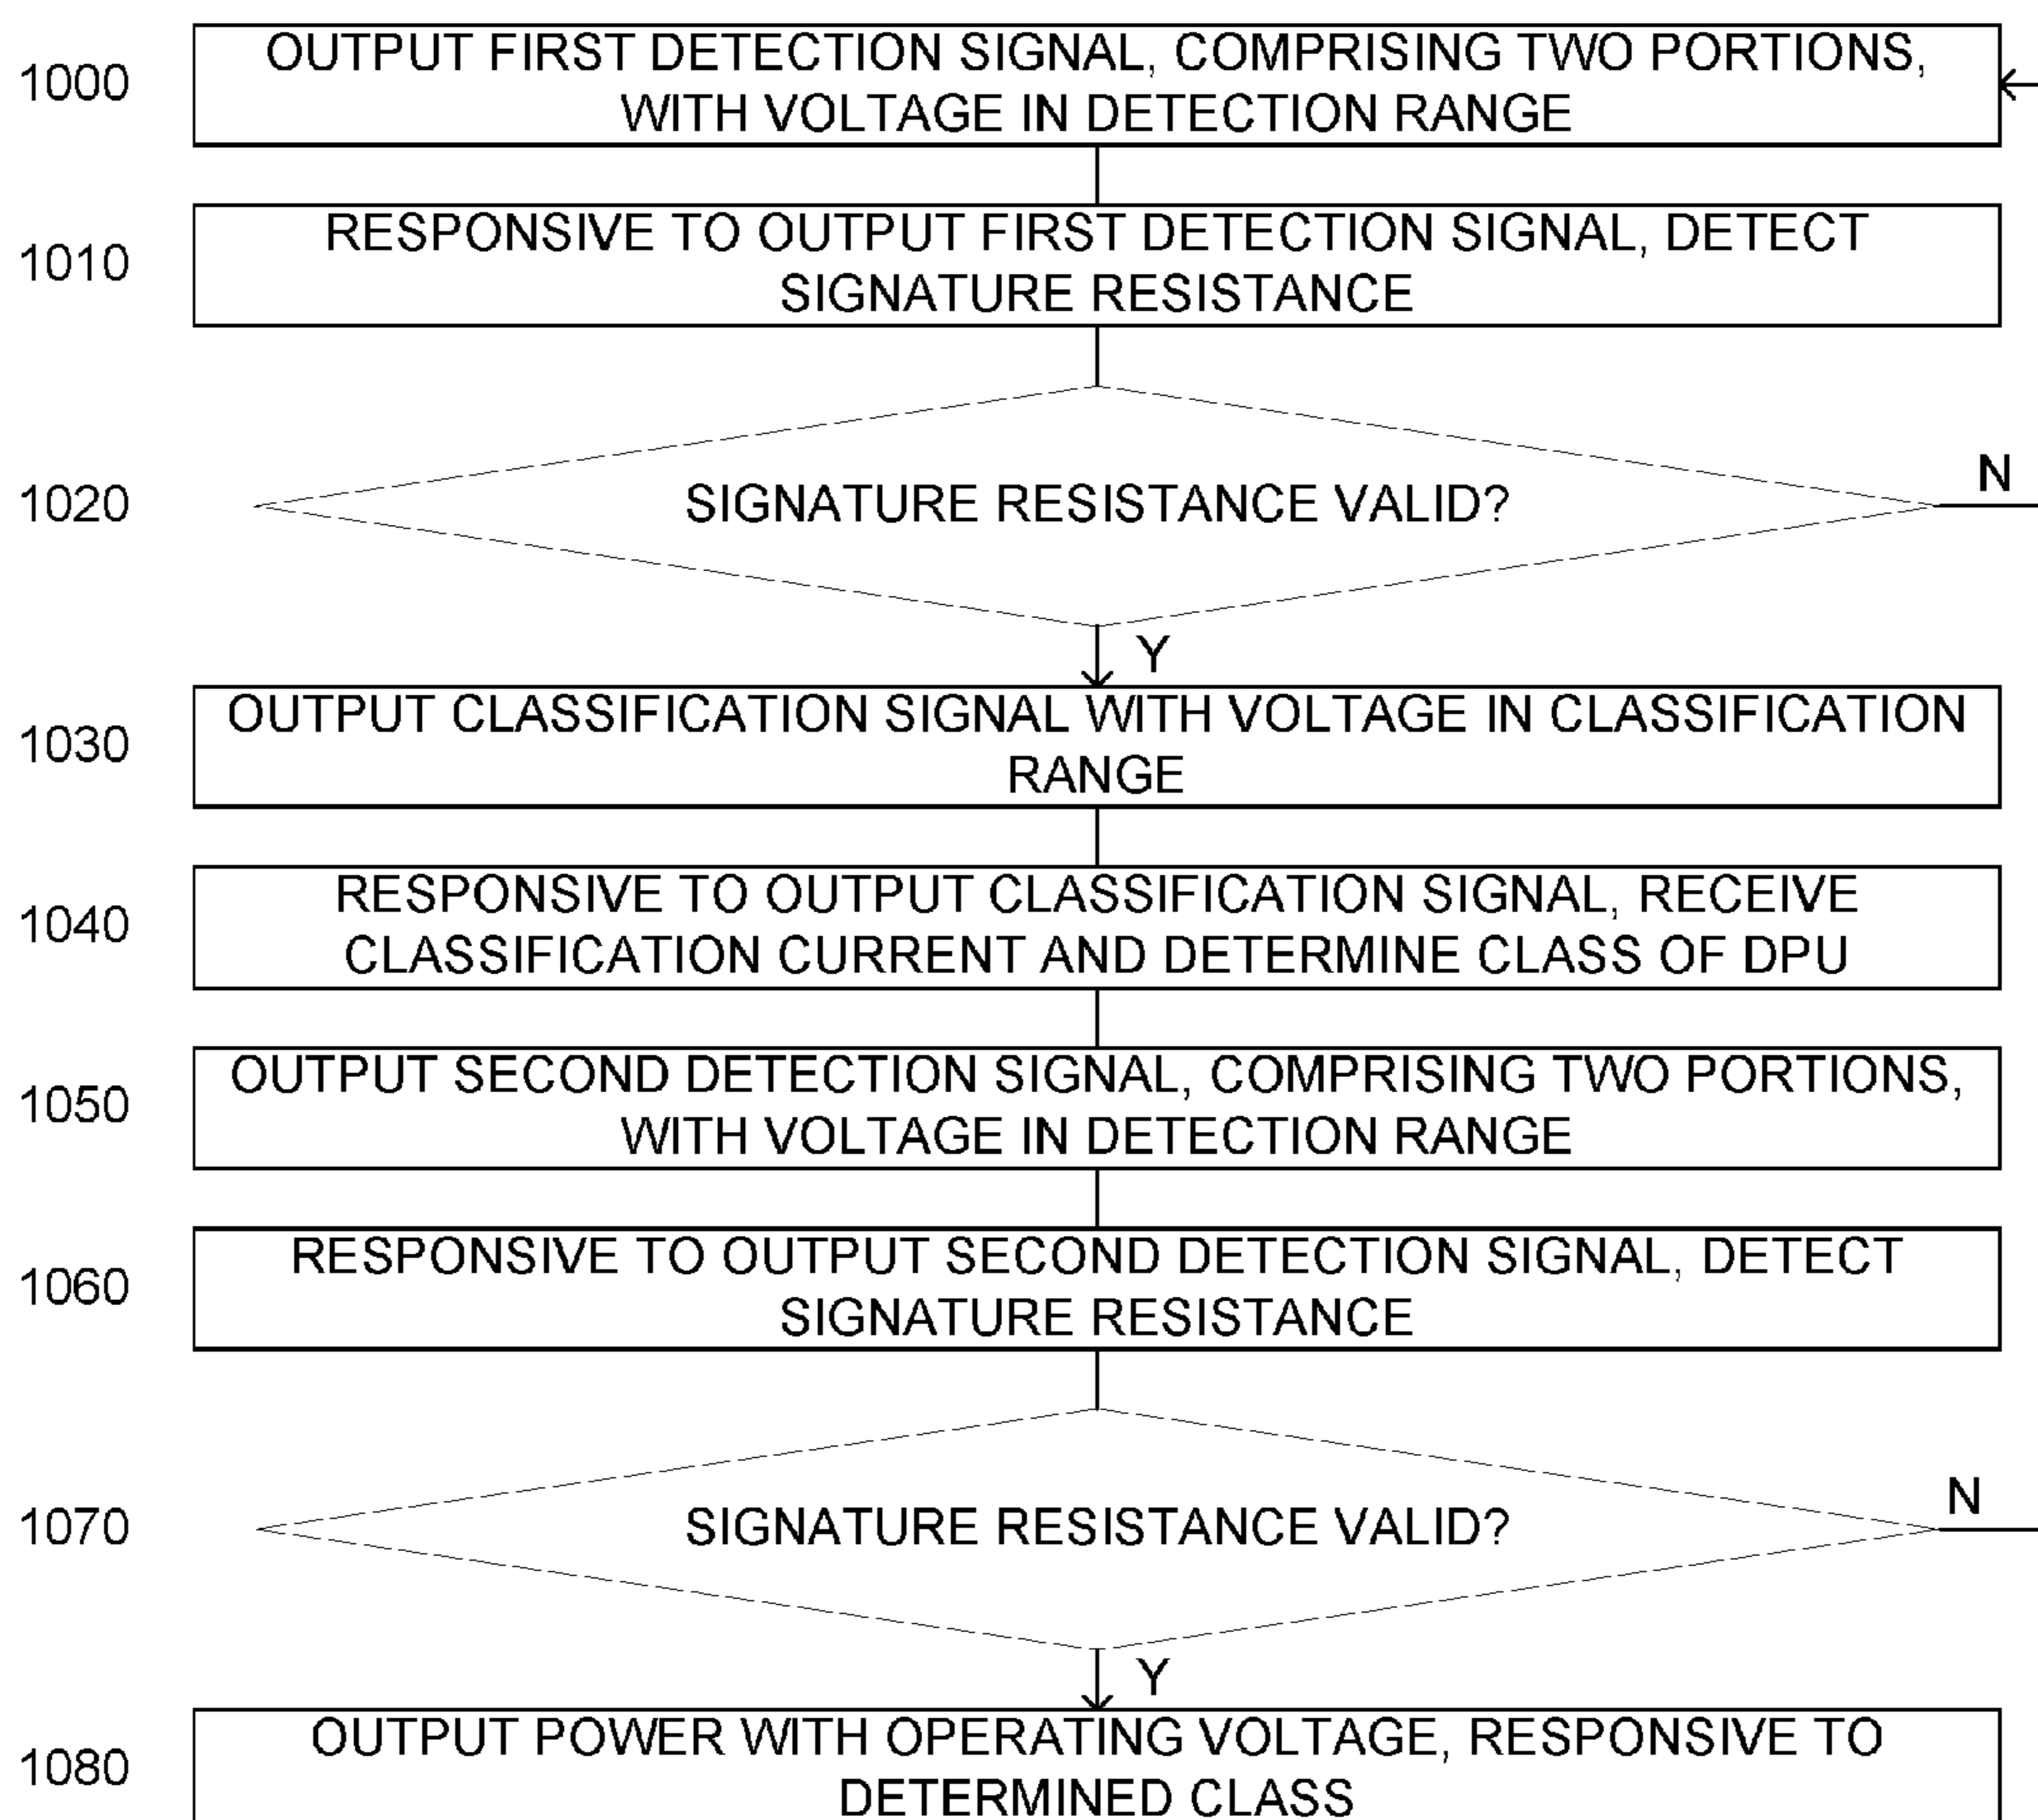 OUTPUT FIRST DETECTION SIGNAL, COMPRISING TWO PORTIONS,
1000
WITH VOLTAGE IN DETECTION RANGE
RESPONSIVE TO OUTPUT FIRST DETECTION SIGNAL, DETECT
1010
SIGNATURE RESISTANCE
N
1020
SIGNATURE RESISTANCE VALID?
Y
OUTPUT CLASSIFICATION SIGNAL WITH VOLTAGE IN CLASSIFICATION
1030
RANGE
RESPONSIVE TO OUTPUT CLASSIFICATION SIGNAL, RECEIVE
1040
CLASSIFICATION CURRENT AND DETERMINE CLASS OF DPU
OUTPUT SECOND DETECTION SIGNAL, COMPRISING TWO PORTIONS,
1050
WITH VOLTAGE IN DETECTION RANGE
RESPONSIVE TO OUTPUT SECOND DETECTION SIGNAL, DETECT
1060
SIGNATURE RESISTANCE
N
1070
SIGNATURE RESISTANCE VALID?
Y
OUTPUT POWER WITH OPERATING VOLTAGE, RESPONSIVE TO
1080
DETERMINED CLASS